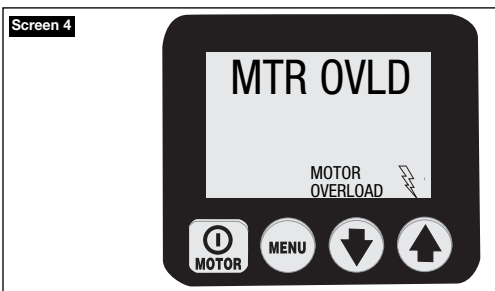 Screen 4
MTR OVLD
MOTOR
OVERLOAD
MOTOR
MENU